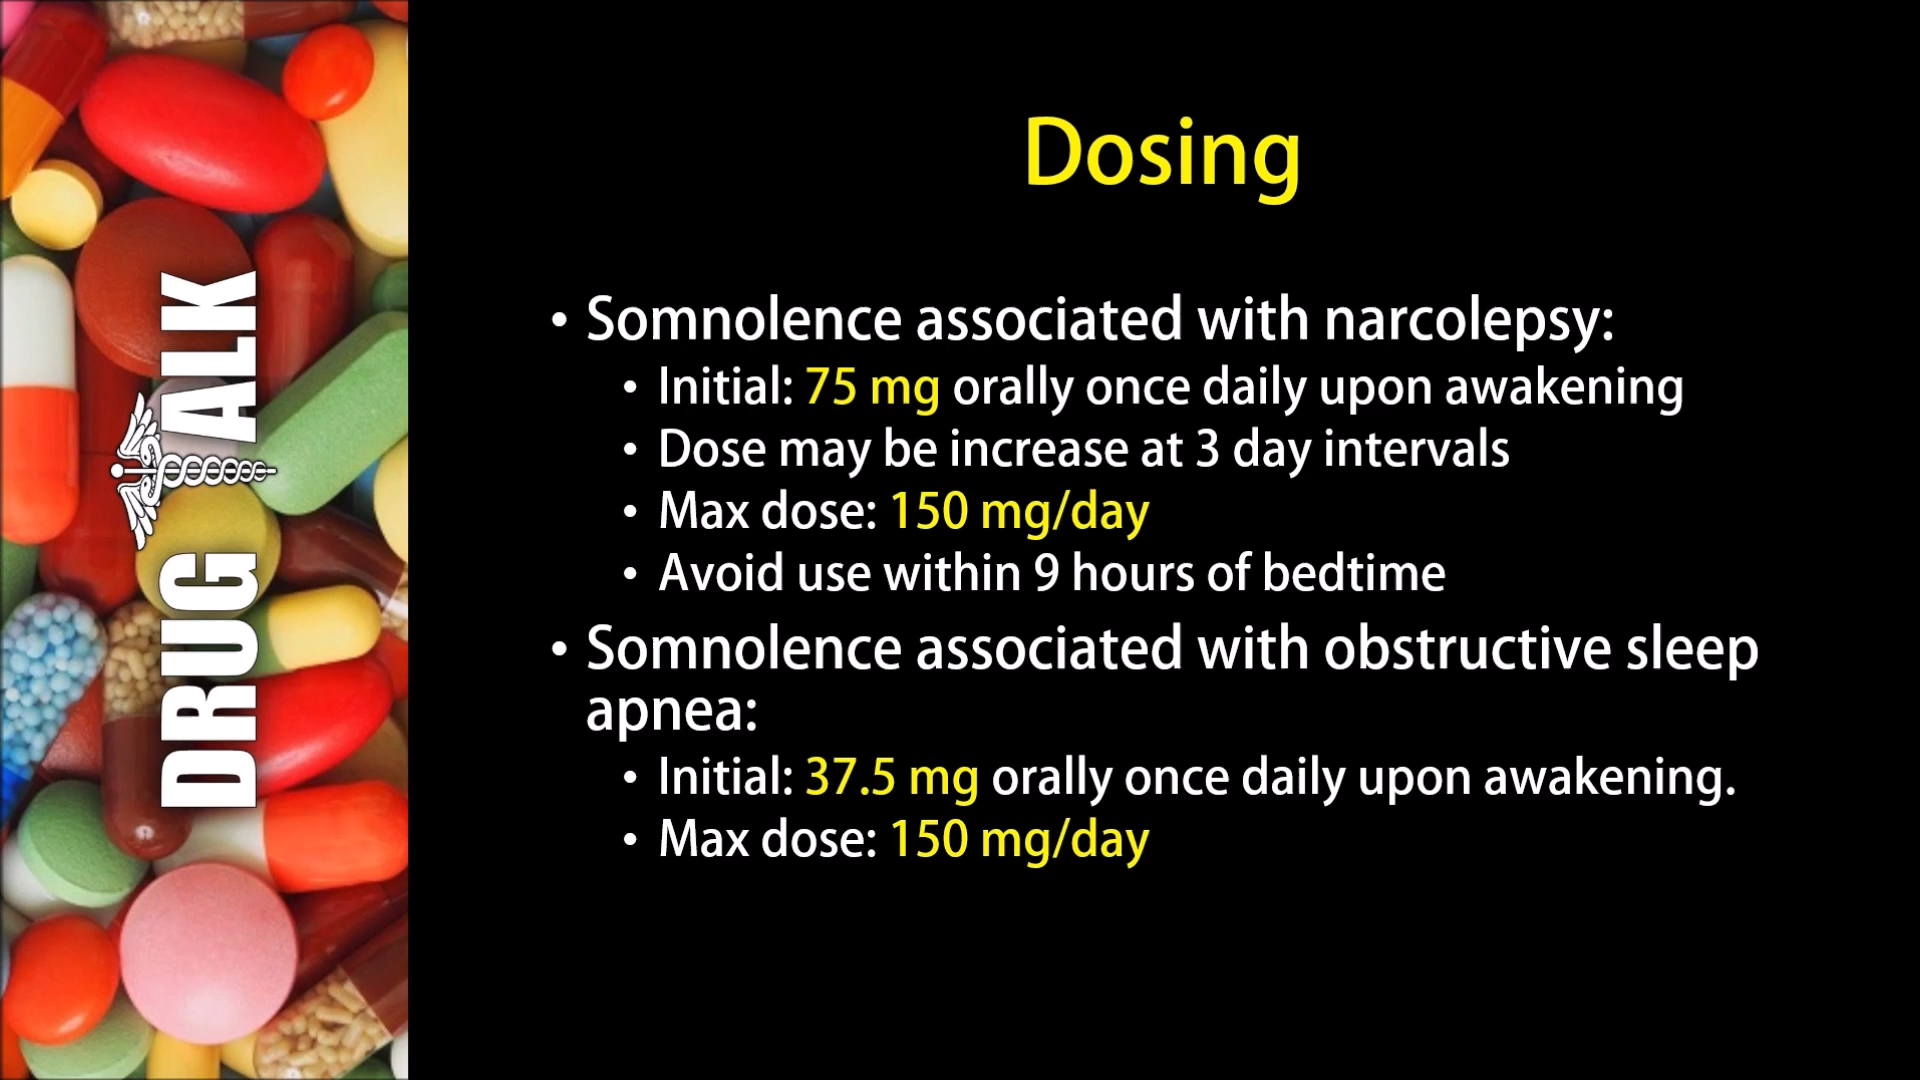 DRUG TALK
Dosing
• Somnolence associated with narcolepsy:
• Initial: 75 mg orally once daily upon awakening
• Dose may be increase at 3 day intervals
• Max dose: 150 mg/day
• Avoid use within 9 hours of bedtime
• Somnolence associated with obstructive sleep
apnea:
• Initial: 37.5 mg orally once daily upon awakening.
• Max dose: 150 mg/day